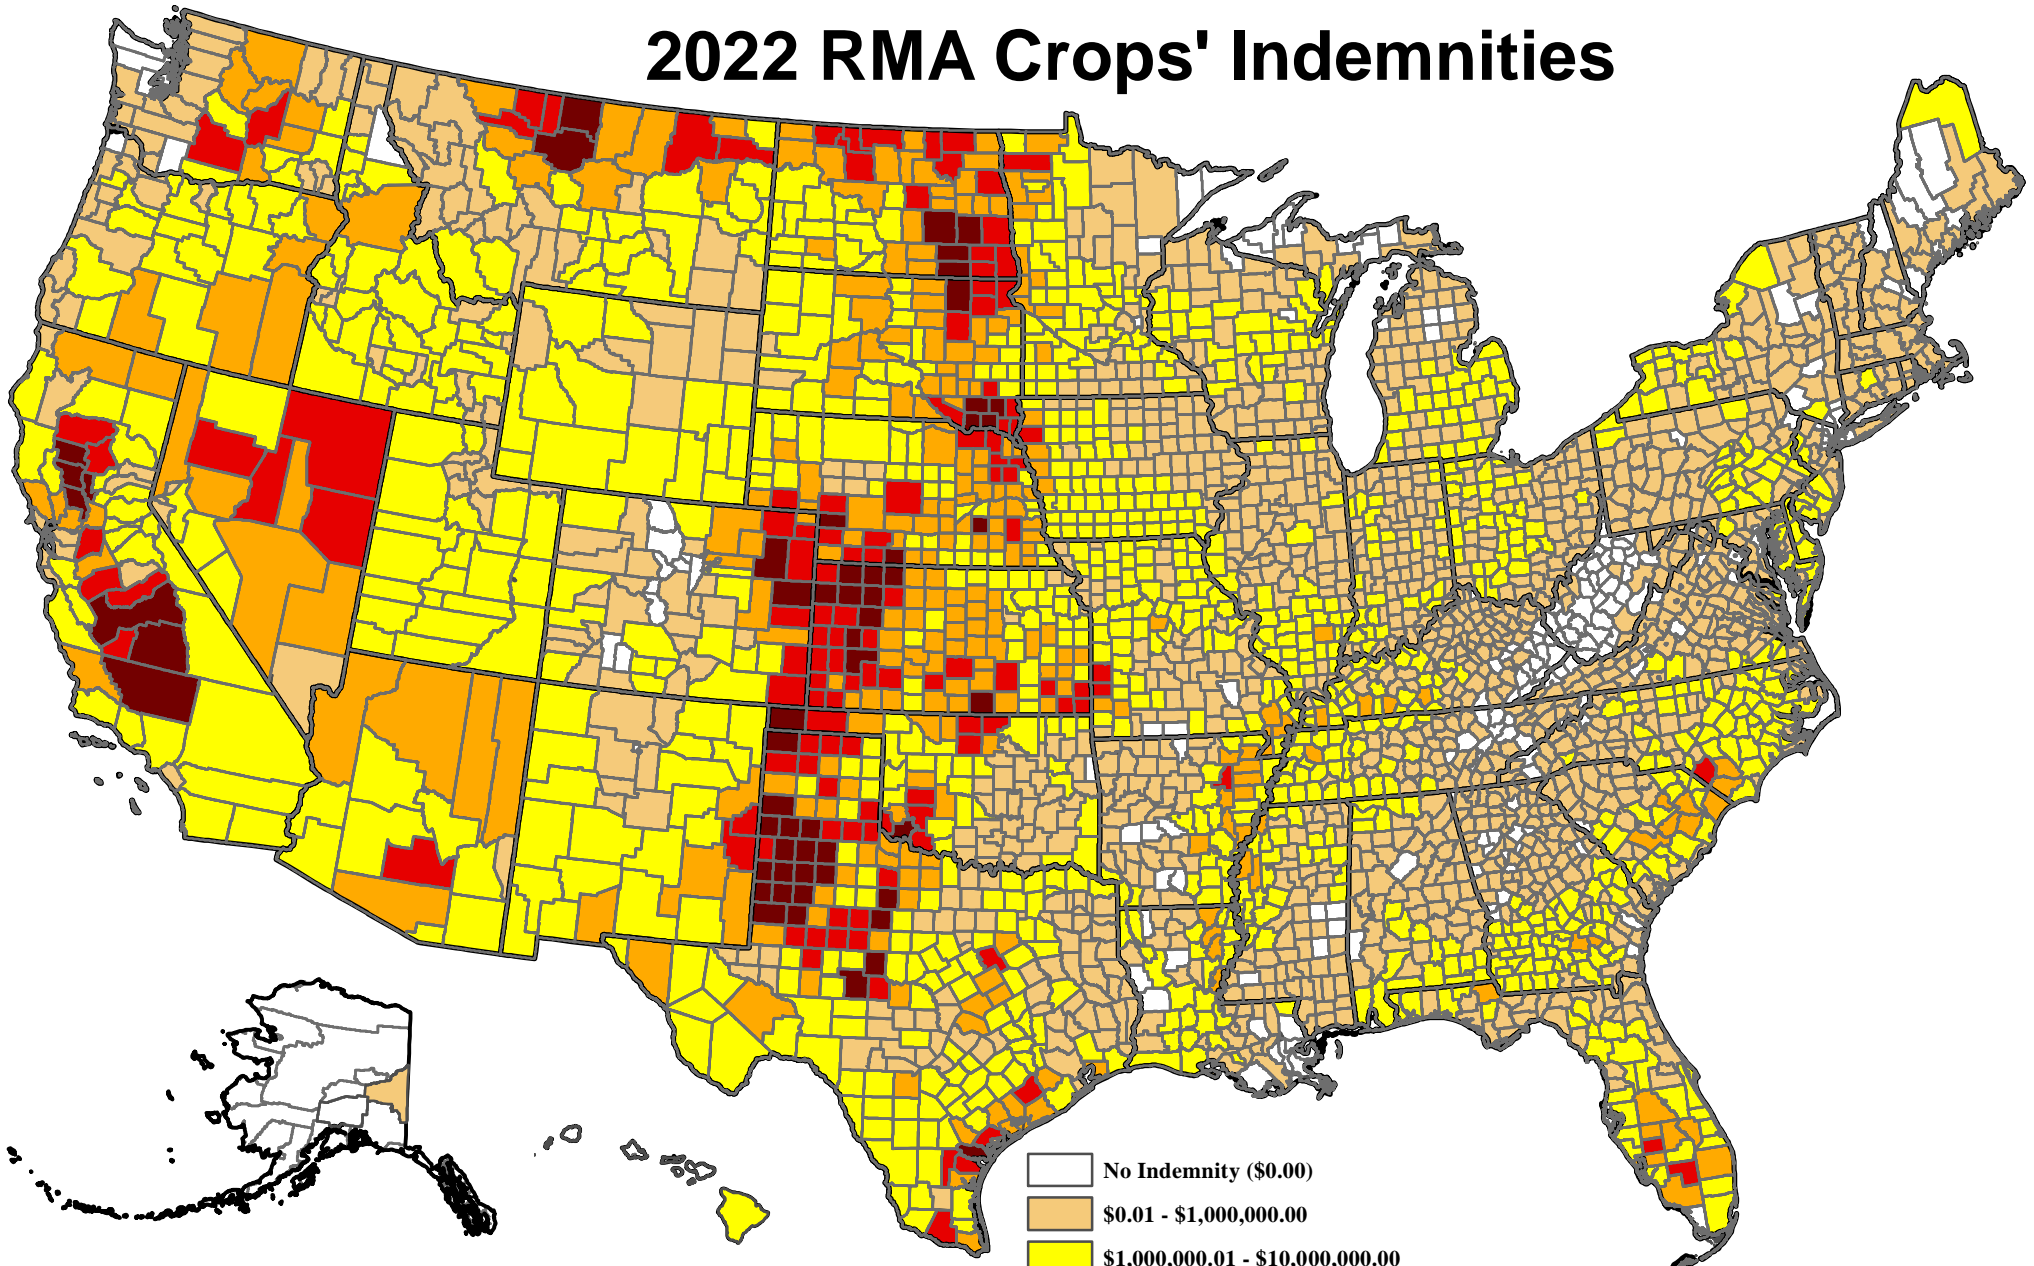 2022 RMA Crops' Indemnities
No Indemnity ($0.00)
$0.01 - $1,000,000.00
$1,000,000.01 - $10,000,000.00